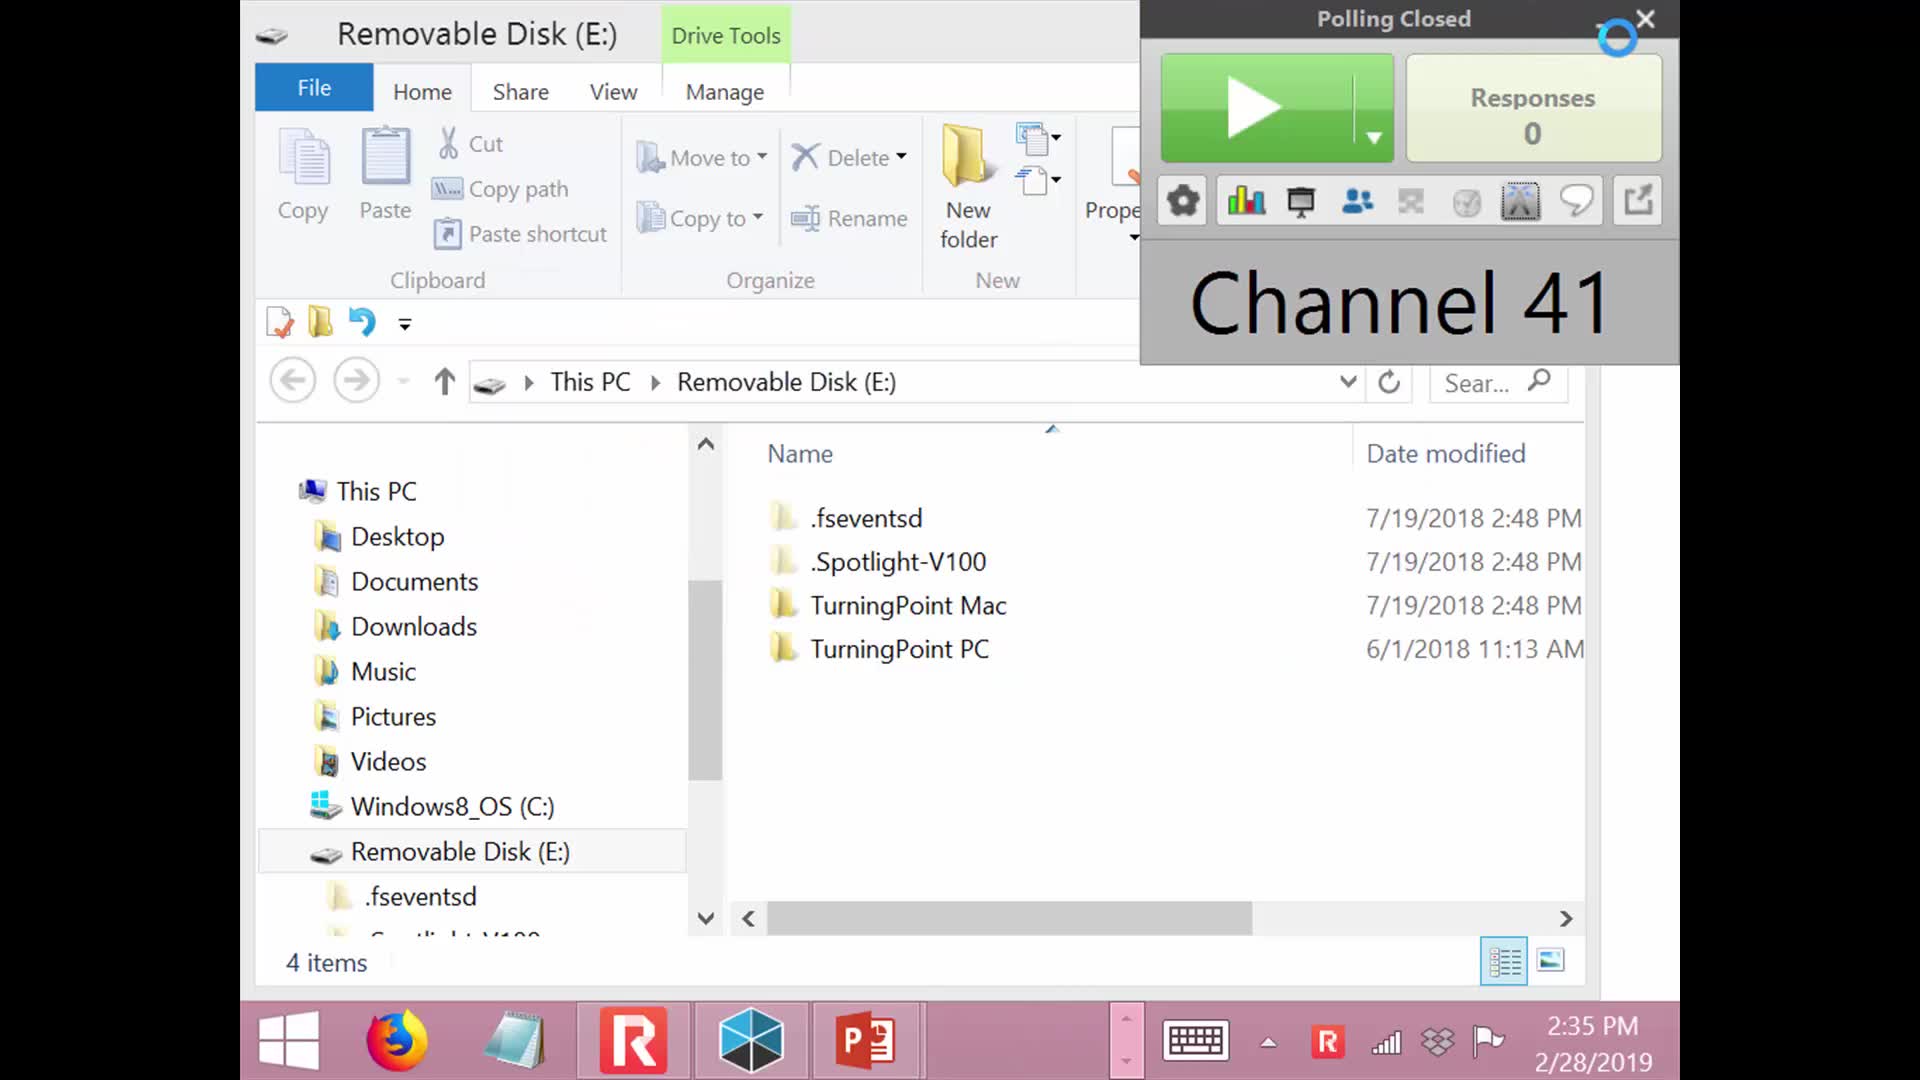 Removable Disk (E:)
Drive Tools
Polling Closed
File
Home
Share
View
Manage
Responses
0
Copy
Paste
Cut
Copy path
Paste shortcut
Clipboard
Move to
Copy to
Delete
Rename
Organize
New
folder
New
Prope
Channel 41
This PC
Removable Disk (E:)
Sear...
Name
Date modified
This PC
Desktop
Documents
Downloads
Music
Pictures
Videos
Windows8_OS (C:)
Removable Disk (E:)
.fseventsd
.fseventsd 7/19/2018 2:48 PM
.Spotlight-V100 7/19/2018 2:48 PM
TurningPoint Mac 7/19/2018 2:48 PM
TurningPoint PC 6/1/2018 11:13 AM
4 items
2:35 PM
2/28/2019